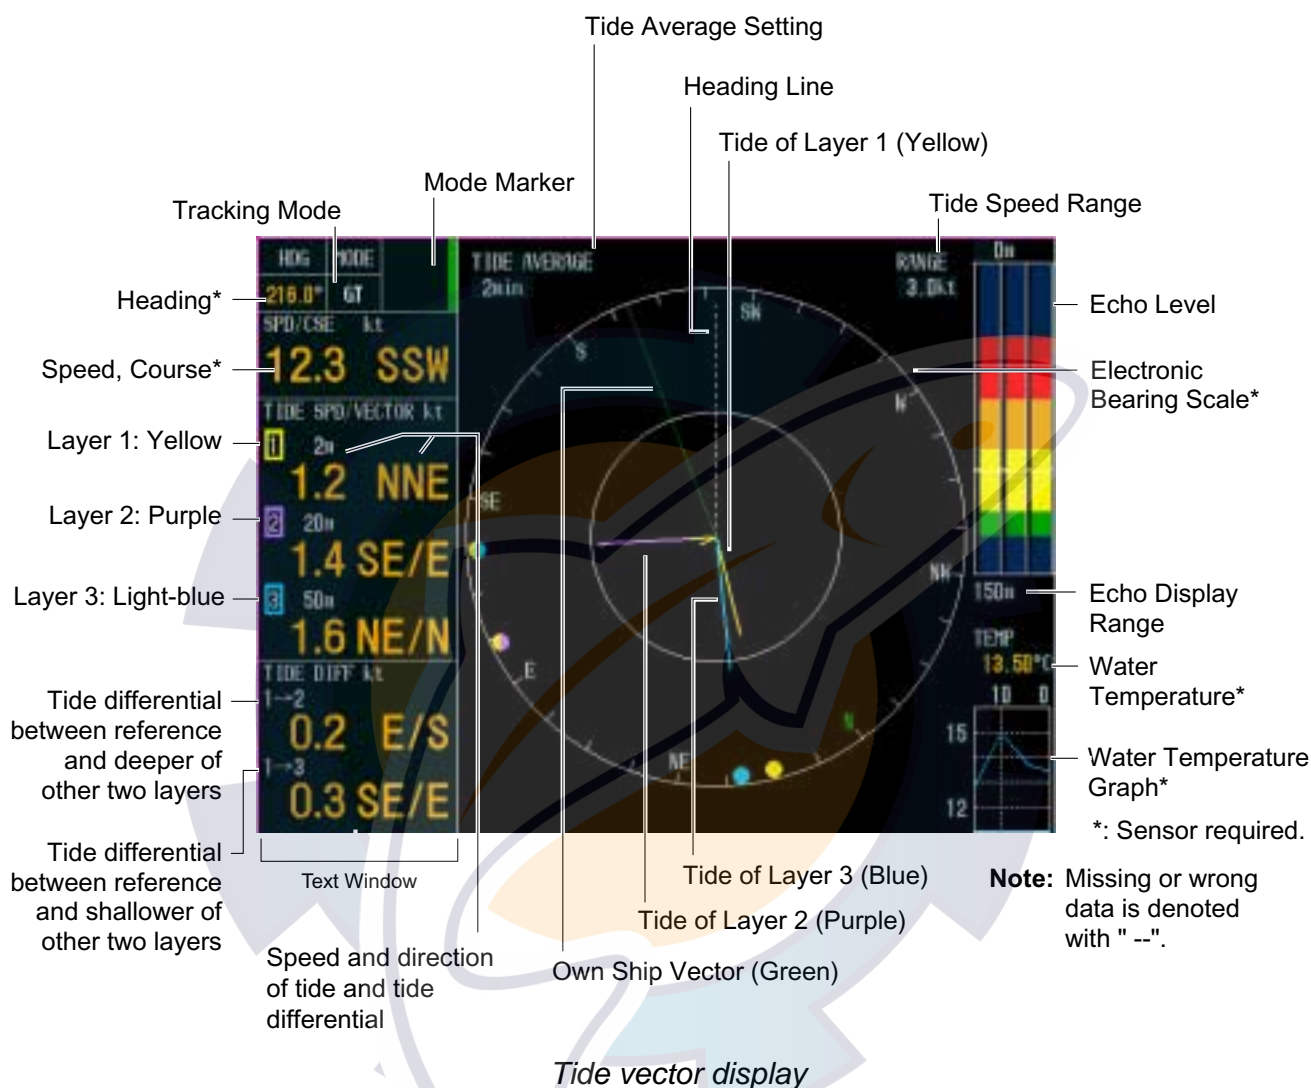 Tide Average Setting
Heading Line
Tide of Layer 1 (Yellow)
Mode Marker
Tracking Mode
Tide Speed Range
HDG MODE
TIDE AVERAGE
RANGE
0m
Heading*
216.0° GT
2min
3.0kt
Echo Level
SPD/CSE kt
SW
S
Speed, Course*
12.3 SSW
Electronic
Bearing Scale*
W
TIDE SPD/VECTOR kt
Layer 1: Yellow
1 2m
1.2 NNE
SE
Layer 2: Purple
2 20m
1.4 SE/E
NW
Layer 3: Light-blue
3 50m
1.6 NE/N
150m
Echo Display
Range
TEMP
13.50°C
Water
Temperature*
E
TIDE DIFF kt
Tide differential
between reference
and deeper of
other two layers
1→2
0.2 E/S
10 0
15
N
NE
Water Temperature
Graph*
1→3
0.3 SE/E
12
*: Sensor required.
Tide differential
between reference
and shallower of
other two layers
Text Window
Tide of Layer 3 (Blue)
Note: Missing or wrong
data is denoted
with " --".
Tide of Layer 2 (Purple)
Speed and direction
of tide and tide
differential
Own Ship Vector (Green)
Tide vector display